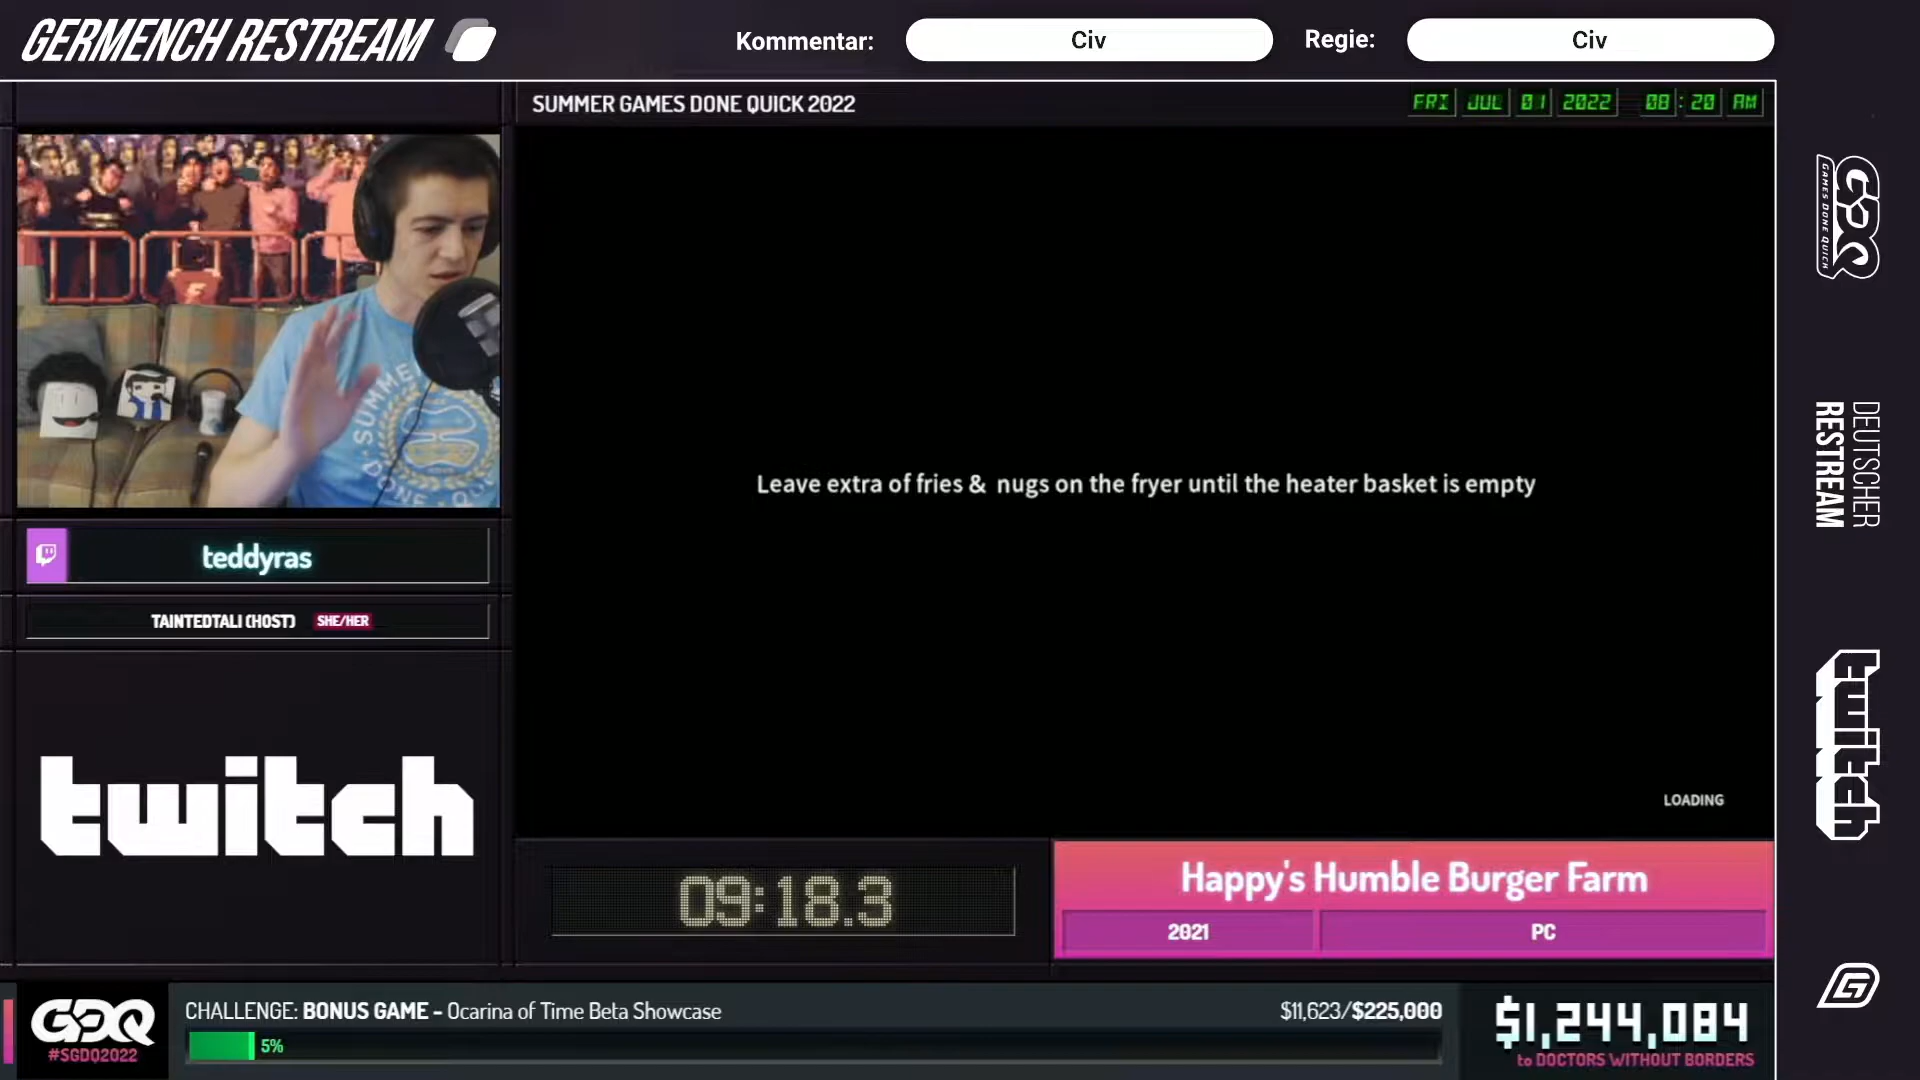 GERMENCH RESTREAM
Kommentar:
Civ
Regie:
Civ
SUMMER GAMES DONE QUICK 2022
FRI JUL 01 2022 08:20 AM
Leave extra of fries & nugs on the fryer until the heater basket is empty
LOADING
teddyras
TAINTEDTALI (HOST) SHE/HER
twitch
09:18.3
Happy's Humble Burger Farm
2021
PC
GDQ
#SGDQ2022
CHALLENGE: BONUS GAME - Ocarina of Time Beta Showcase
$11,623/$225,000
5%
$1,244,084
to DOCTORS WITHOUT BORDERS
GDQ
GAMES DONE QUICK
DEUTSCHER
RESTREAM
twitch
SUMME